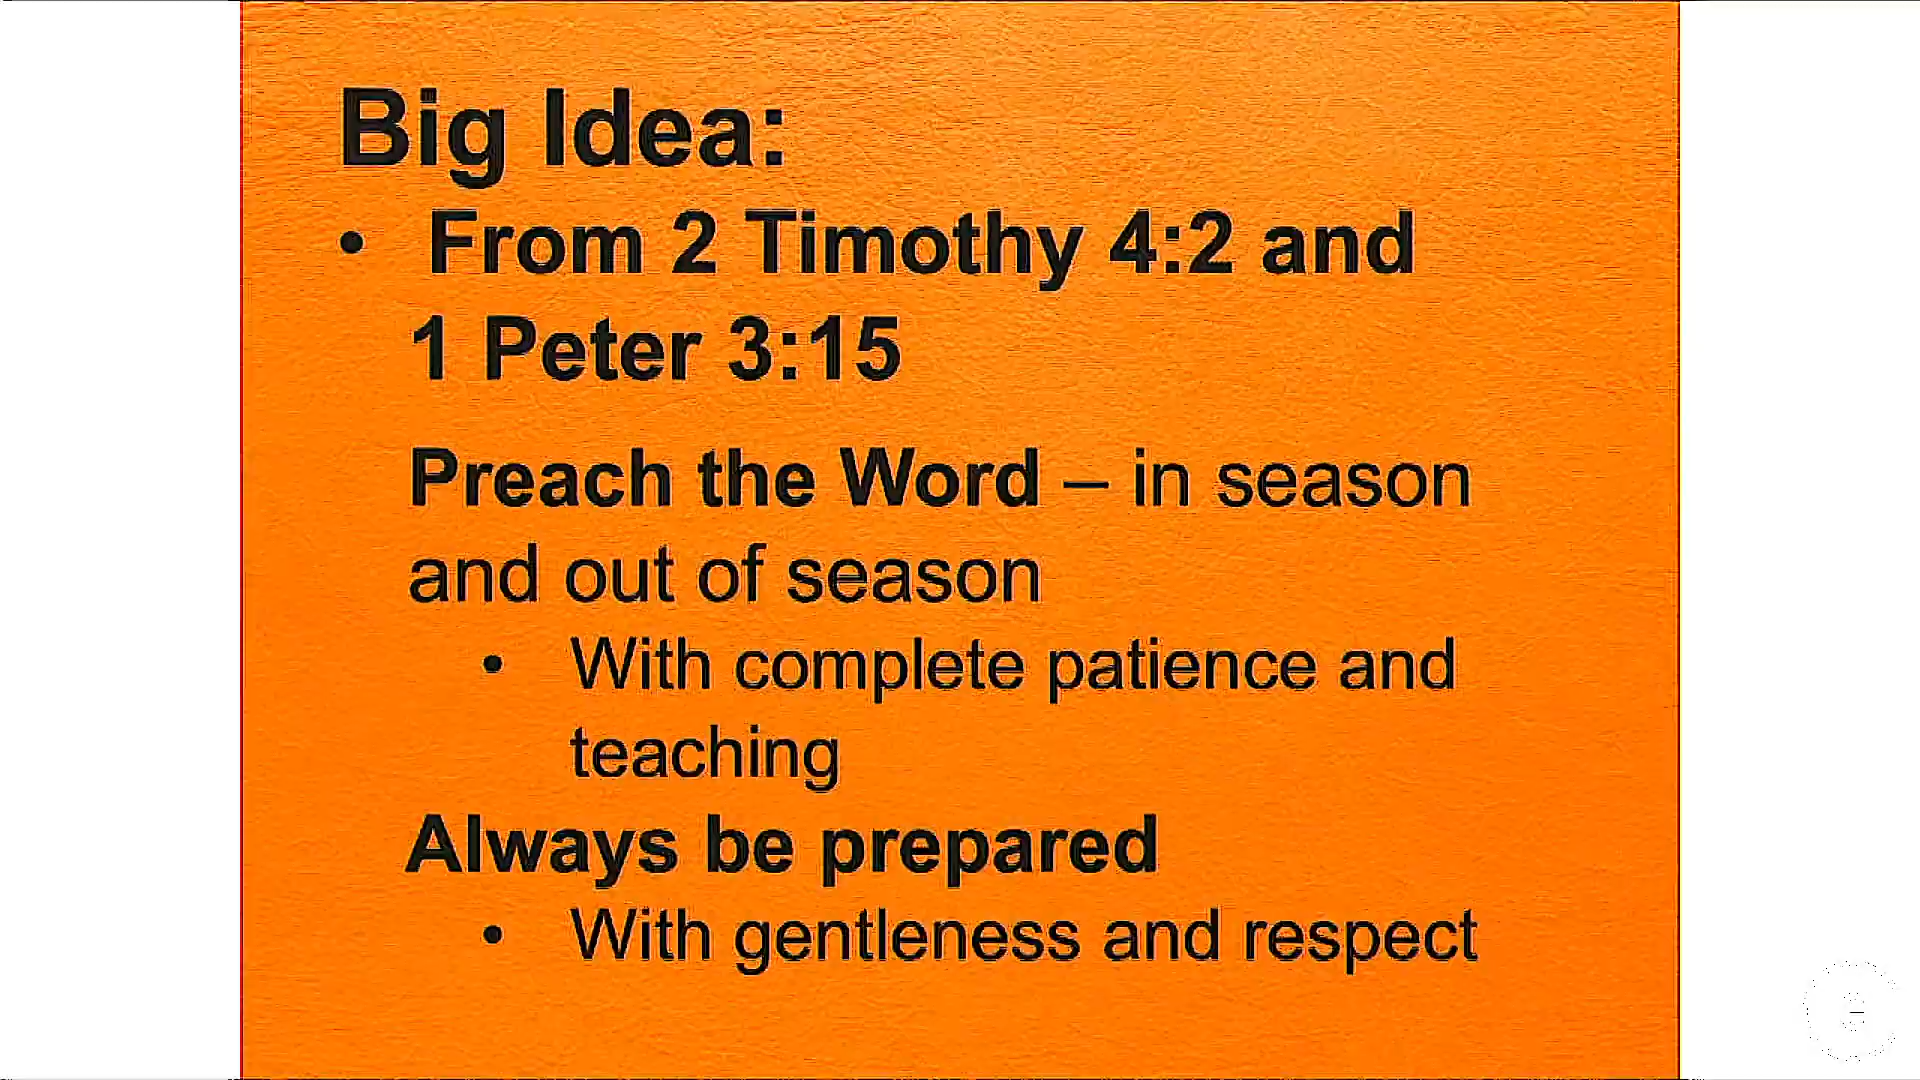 Big Idea:
• From 2 Timothy 4:2 and
1 Peter 3:15
Preach the Word – in season
and out of season
• With complete patience and
teaching
Always be prepared
• With gentleness and respect